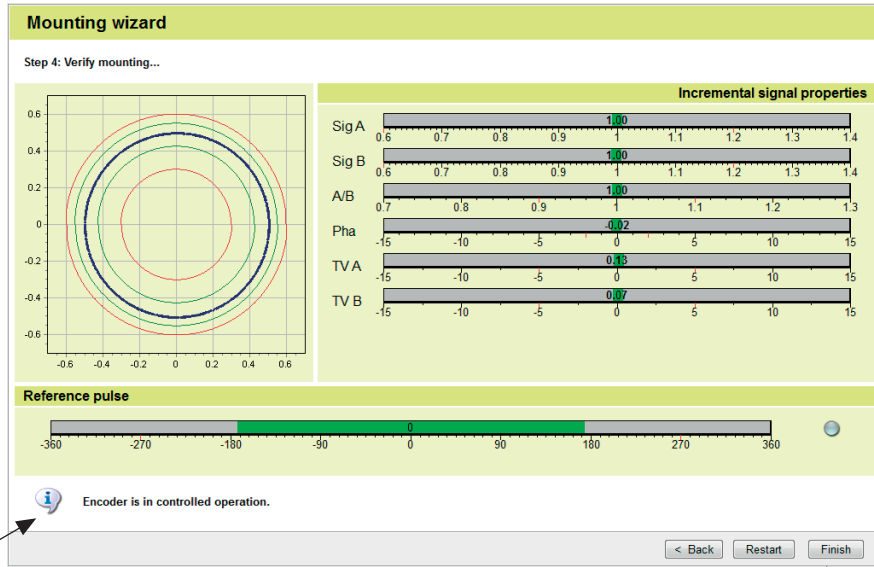 Mounting wizard
Step 4: Verify mounting...
Incremental signal properties
0.6
0.4
0.2
0
-0.2
-0.4
-0.6
-0.6 -0.4 -0.2 0 0.2 0.4 0.6
Sig A 1.00
0.6 0.7 0.8 0.9 1 1.1 1.2 1.3 1.4
Sig B 1.00
0.6 0.7 0.8 0.9 1 1.1 1.2 1.3 1.4
A/B 1.00
0.7 0.8 0.9 1 1.1 1.2 1.3
Pha -0.02
-15 -10 -5 0 5 10 15
TV A 0.13
-15 -10 -5 0 5 10 15
TV B 0.07
-15 -10 -5 0 5 10 15
Reference pulse
0
-360 -270 -180 -90 0 90 180 270 360
Encoder is in controlled operation.
< Back Restart Finish